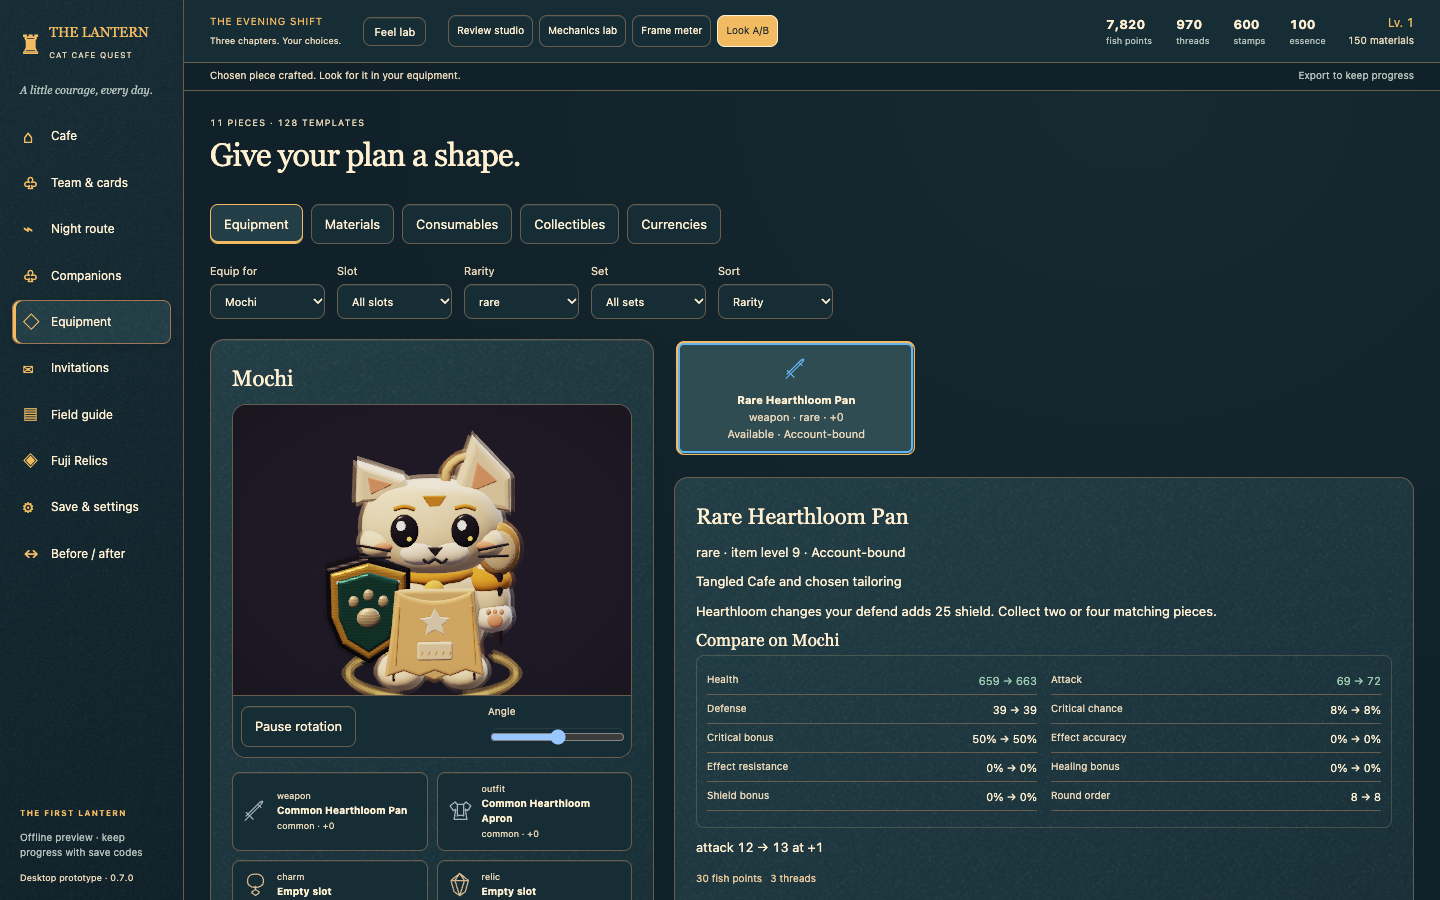 THE LANTERN
CAT CAFE QUEST
A little courage, every day.
Cafe
Team & cards
Night route
Companions
Equipment
Invitations
Field guide
Fuji Relics
Save & settings
Before / after
THE FIRST LANTERN
Offline preview · keep
progress with save codes
Desktop prototype · 0.7.0
THE EVENING SHIFT
Three chapters. Your choices.
Feel lab
Review studio
Mechanics lab
Frame meter
Look A/B
7,820
fish points
970
threads
600
stamps
100
essence
Lv. 1
150 materials
Chosen piece crafted. Look for it in your equipment.
Export to keep progress
11 PIECES · 128 TEMPLATES
Give your plan a shape.
Equipment
Materials
Consumables
Collectibles
Currencies
Equip for
Slot
Rarity
Set
Sort
Mochi
All slots
rare
All sets
Rarity
Mochi
Pause rotation
Angle
weapon
Common Hearthloom Pan
common · +0
outfit
Common Hearthloom
Apron
common · +0
charm
Empty slot
relic
Empty slot
Rare Hearthloom Pan
weapon · rare · +0
Available · Account-bound
Rare Hearthloom Pan
rare · item level 9 · Account-bound
Tangled Cafe and chosen tailoring
Hearthloom changes your defend adds 25 shield. Collect two or four matching pieces.
Compare on Mochi
Health 659 → 663
Attack 69 → 72
Defense 39 → 39
Critical chance 8% → 8%
Critical bonus 50% → 50%
Effect accuracy 0% → 0%
Effect resistance 0% → 0%
Healing bonus 0% → 0%
Shield bonus 0% → 0%
Round order 8 → 8
attack 12 → 13 at +1
30 fish points 3 threads